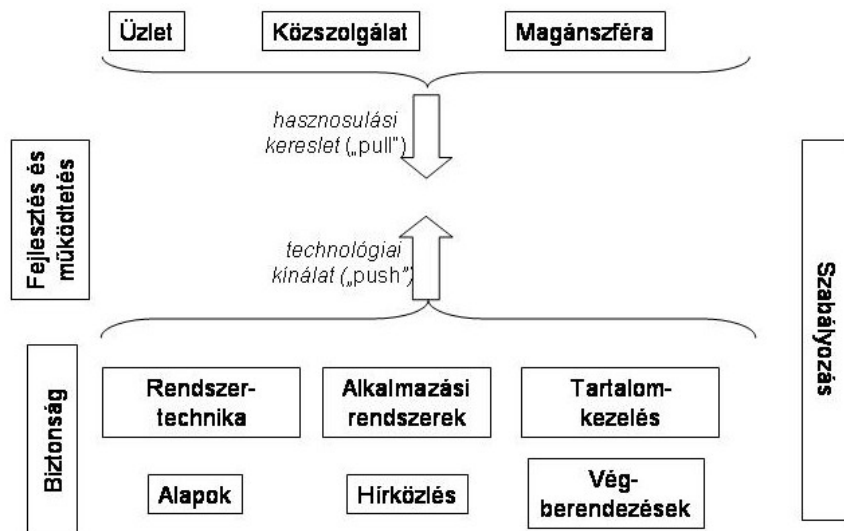 Üzlet
Közszolgálat
Magánszféra
hasznosulási
kereslet („pull")
Fejlesztés és
működtetés
technológiai
kínálat („push")
Szabályozás
Biztonság
Rendszer-
technika
Alkalmazási
rendszerek
Tartalom-
kezelés
Alapok
Hírközlés
Vég-
berendezések